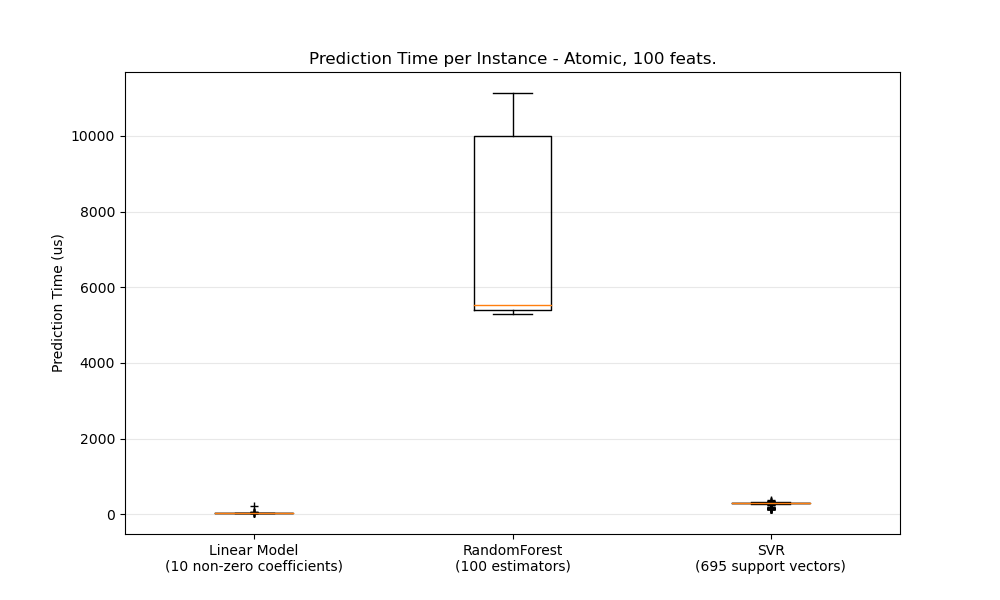 Prediction Time per Instance - Atomic, 100 feats.
Prediction Time (us)
10000
8000
6000
4000
2000
0
Linear Model
(10 non-zero coefficients)
RandomForest
(100 estimators)
SVR
(695 support vectors)